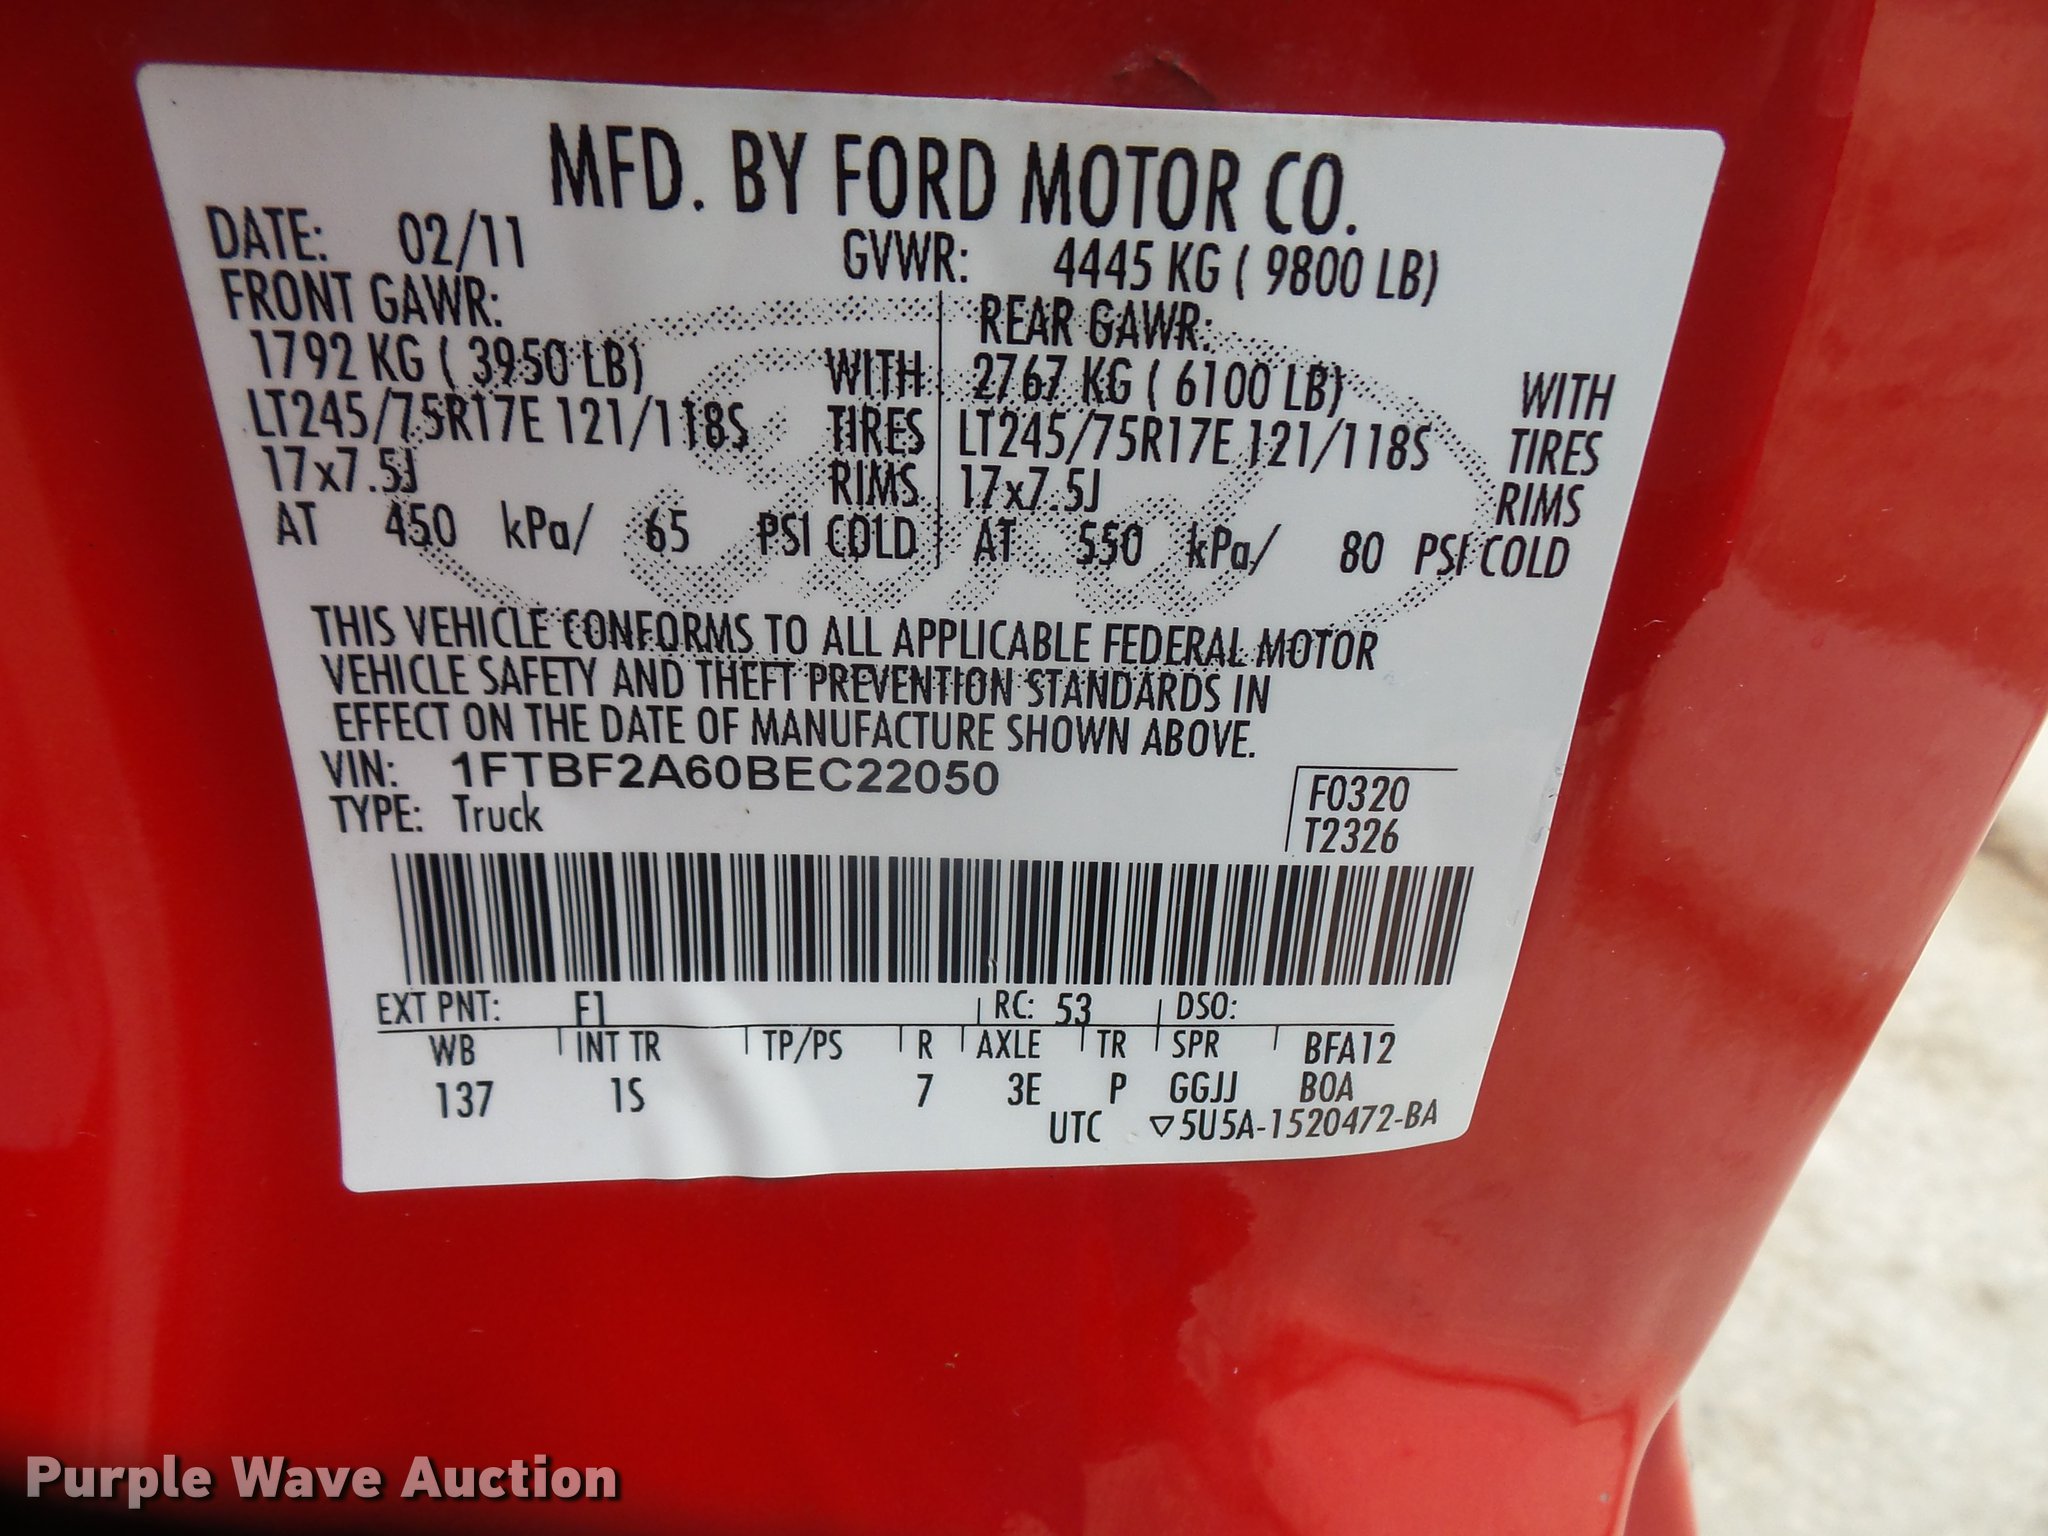 MFD. BY FORD MOTOR CO.
DATE: 02/11 GVWR: 4445 KG ( 9800 LB)
FRONT GAWR: REAR GAWR:
1792 KG ( 3950 LB) WITH 2767 KG ( 6100 LB) WITH
LT245/75R17E 121/118S TIRES LT245/75R17E 121/118S TIRES
17x7.5J RIMS 17x7.5J RIMS
AT 450 kPa/ 65 PSI COLD AT 550 kPa/ 80 PSI COLD
Ford
THIS VEHICLE CONFORMS TO ALL APPLICABLE FEDERAL MOTOR
VEHICLE SAFETY AND THEFT PREVENTION STANDARDS IN
EFFECT ON THE DATE OF MANUFACTURE SHOWN ABOVE.
VIN: 1FTBF2A60BEC22050 F0320
TYPE: Truck T2326
EXT PNT: F1 RC: 53 DSO:
WB INT TR TP/PS R AXLE TR SPR BFA12
137 1S 7 3E P GGJJ BOA
UTC ▽5U5A-1520472-BA
Purple Wave Auction